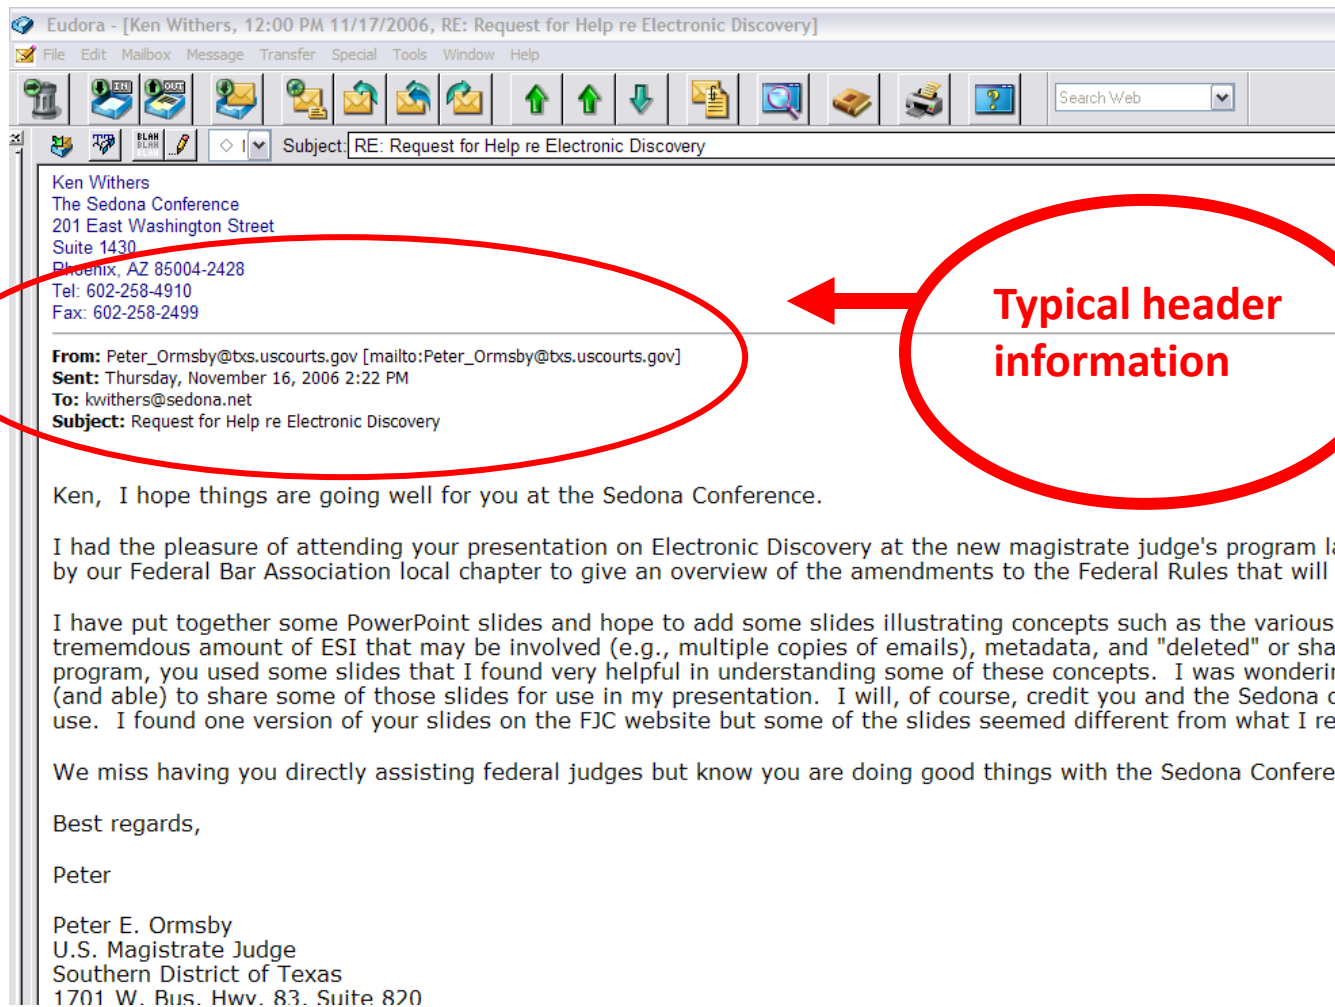 Eudora - [Ken Withers, 12:00 PM 11/17/2006, RE: Request for Help re Electronic Discovery]
File Edit Mailbox Message Transfer Special Tools Window Help
IN OUT Search Web
BLAH BLAH Subject: RE: Request for Help re Electronic Discovery
Ken Withers
The Sedona Conference
201 East Washington Street
Suite 1430
Phoenix, AZ 85004-2428
Tel: 602-258-4910
Fax: 602-258-2499
Typical header
information
From: Peter_Ormsby@txs.uscourts.gov [mailto:Peter_Ormsby@txs.uscourts.gov]
Sent: Thursday, November 16, 2006 2:22 PM
To: kwithers@sedona.net
Subject: Request for Help re Electronic Discovery
Ken, I hope things are going well for you at the Sedona Conference.
I had the pleasure of attending your presentation on Electronic Discovery at the new magistrate judge's program
by our Federal Bar Association local chapter to give an overview of the amendments to the Federal Rules that will
I have put together some PowerPoint slides and hope to add some slides illustrating concepts such as the various
trememdous amount of ESI that may be involved (e.g., multiple copies of emails), metadata, and "deleted" or
program, you used some slides that I found very helpful in understanding some of these concepts. I was
(and able) to share some of those slides for use in my presentation. I will, of course, credit you and the Sedona
use. I found one version of your slides on the FJC website but some of the slides seemed different from what I
We miss having you directly assisting federal judges but know you are doing good things with the Sedona
Best regards,
Peter
Peter E. Ormsby
U.S. Magistrate Judge
Southern District of Texas
1701 W. Bus. Hwy. 83, Suite 820